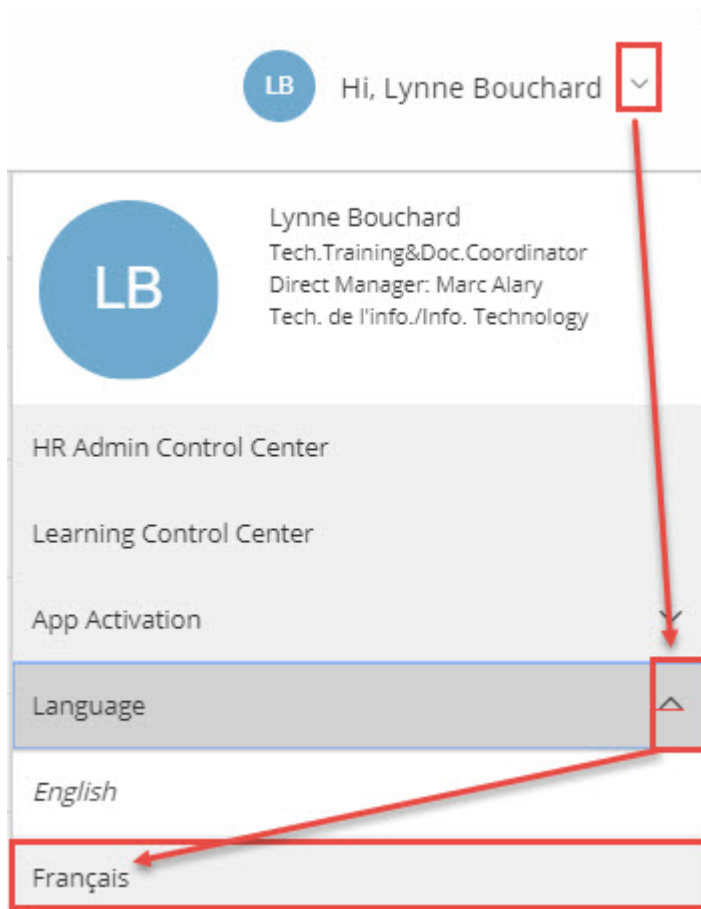 LB Hi, Lynne Bouchard
LB
Lynne Bouchard
Tech.Training&Doc.Coordinator
Direct Manager: Marc Alary
Tech. de l'info./Info. Technology
HR Admin Control Center
Learning Control Center
App Activation
Language
English
Français